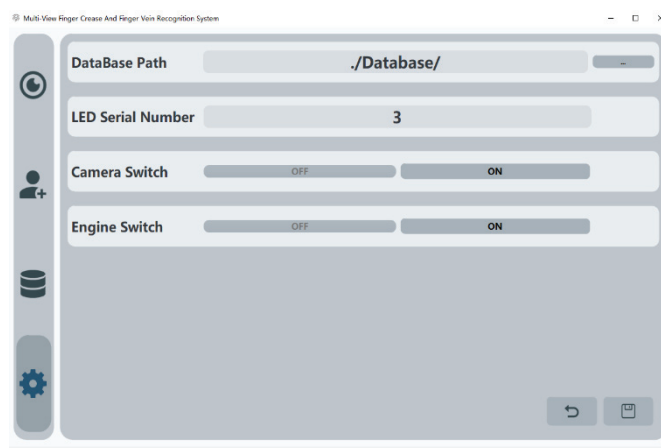 Multi-View Finger Crease And Finger Vein Recognition System
DataBase Path ./Database/ ..
LED Serial Number 3
Camera Switch OFF ON
Engine Switch OFF ON